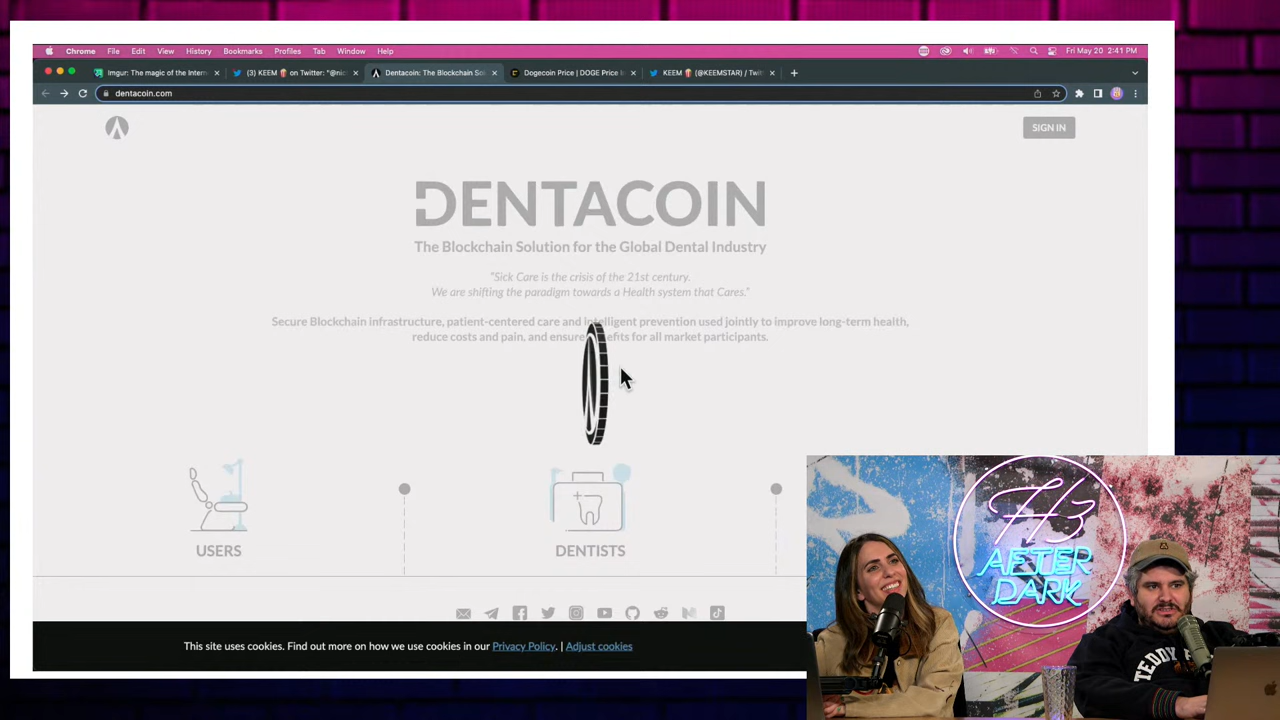 Chrome File Edit View History Bookmarks Profiles Tab Window Help
Fri May 20 2:41 PM
Imgur: The magic of the Intern
(3) KEEM 🍿 on Twitter: "@nic
Dentacoin: The Blockchain Sol
Dogecoin Price | DOGE Price
KEEM 🍿 (@KEEMSTAR) / Twitt
dentacoin.com
SIGN IN
DENTACOIN
The Blockchain Solution for the Global Dental Industry
"Sick Care is the crisis of the 21st century.
We are shifting the paradigm towards a Health system that Cares."
Secure Blockchain infrastructure, patient-centered care and intelligent prevention used jointly to improve long-term health,
reduce costs and pain, and ensure benefits for all market participants.
USERS
DENTISTS
This site uses cookies. Find out more on how we use cookies in our Privacy Policy. | Adjust cookies
H3
AFTER
DARK
TEDDY